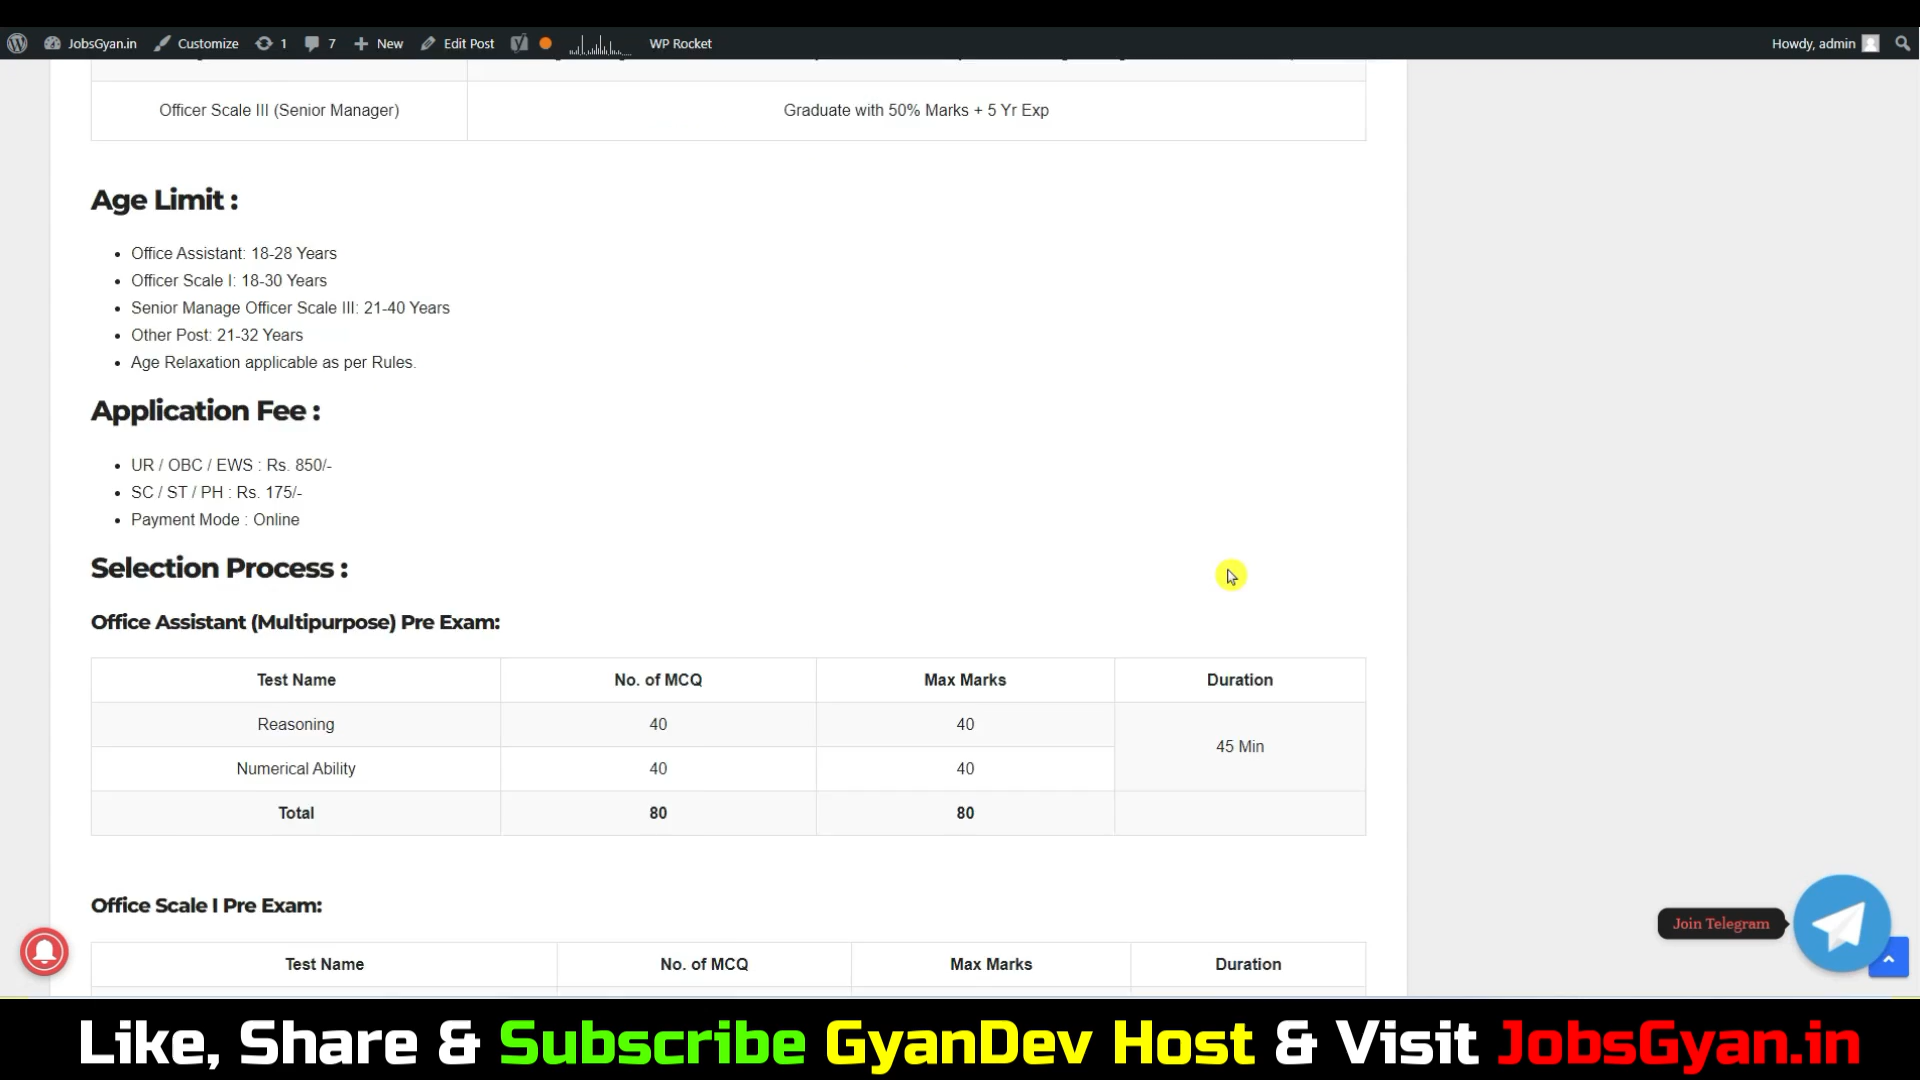 JobsGyan.in Customize 1 7 New Edit Post WP Rocket Howdy, admin
Officer Scale III (Senior Manager) Graduate with 50% Marks + 5 Yr Exp
Age Limit :
Office Assistant: 18-28 Years
Officer Scale I: 18-30 Years
Senior Manage Officer Scale III: 21-40 Years
Other Post: 21-32 Years
Age Relaxation applicable as per Rules.
Application Fee :
UR / OBC / EWS : Rs. 850/-
SC / ST / PH : Rs. 175/-
Payment Mode : Online
Selection Process :
Office Assistant (Multipurpose) Pre Exam:
Test Name No. of MCQ Max Marks Duration
Reasoning 40 40
45 Min
Numerical Ability 40 40
Total 80 80
Office Scale I Pre Exam:
Join Telegram
Test Name No. of MCQ Max Marks Duration
Like, Share & Subscribe GyanDev Host & Visit JobsGyan.in